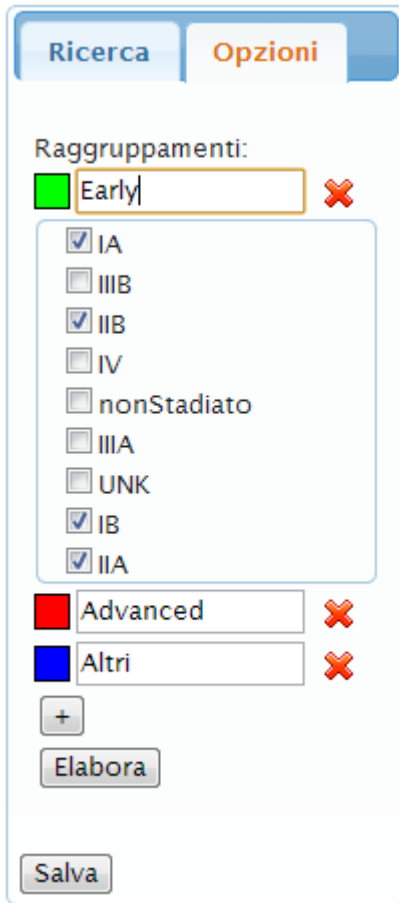 Ricerca Opzioni
Raggruppamenti:
Early
IA
IIIB
IIB
IV
nonStadiato
IIIA
UNK
IB
IIA
Advanced
Altri
+
Elabora
Salva